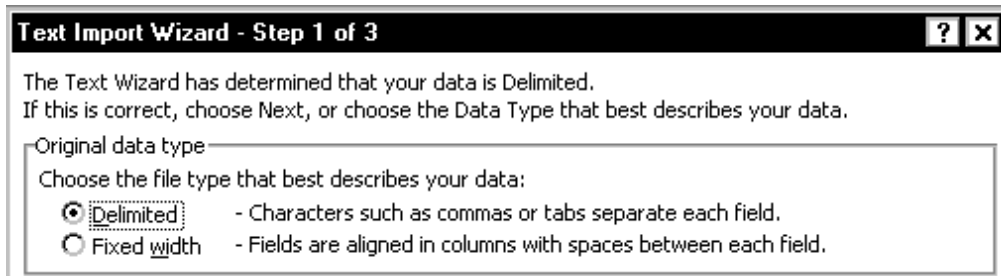 Text Import Wizard - Step 1 of 3
The Text Wizard has determined that your data is Delimited.
If this is correct, choose Next, or choose the Data Type that best describes your data.
Original data type
Choose the file type that best describes your data:
Delimited - Characters such as commas or tabs separate each field.
Fixed width - Fields are aligned in columns with spaces between each field.